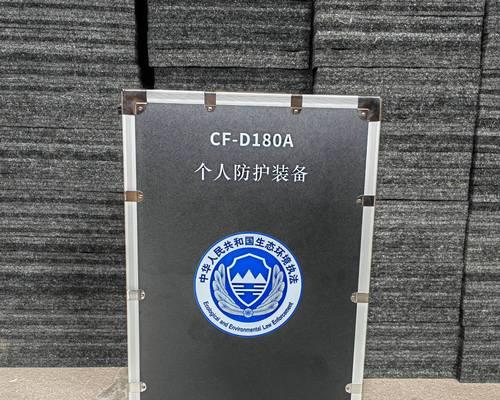 CF-D180A
个人防护装备
中华人民共和国生态环境执法
Ecological and Environmental Law Enforcement